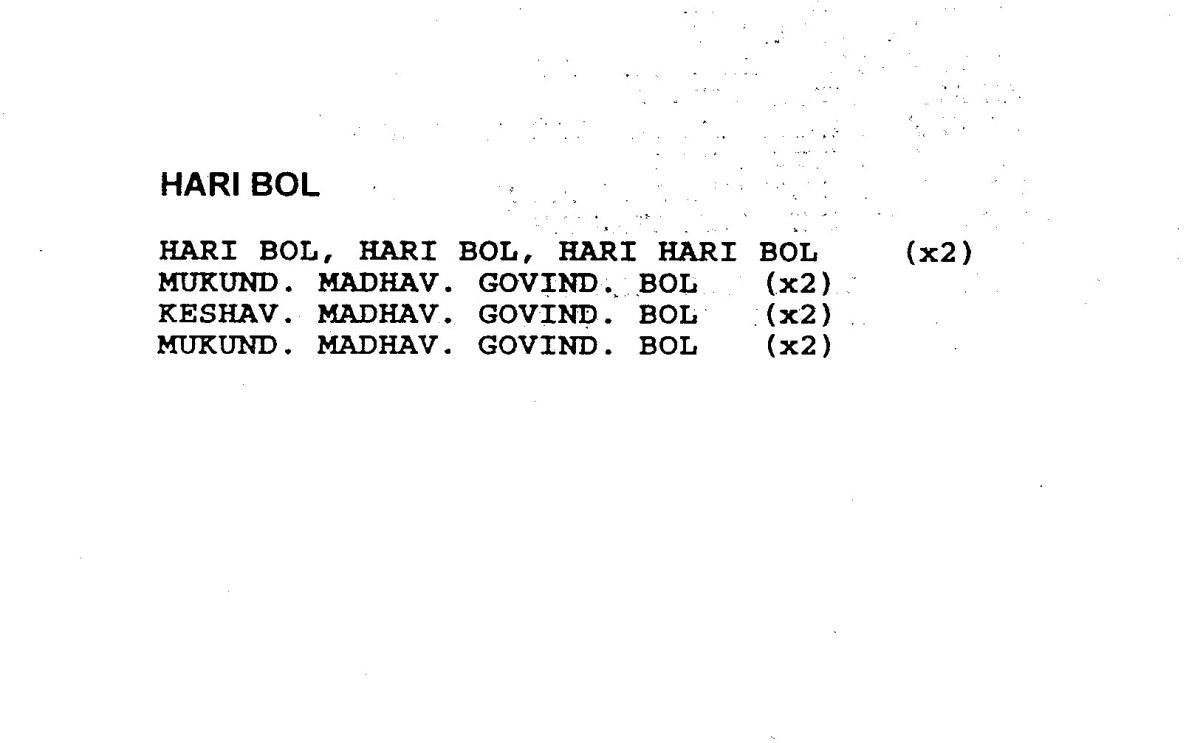 HARI BOL
HARI BOL, HARI BOL, HARI HARI BOL (x2)
MUKUND. MADHAV. GOVIND. BOL (x2)
KESHAV. MADHAV. GOVIND. BOL (x2)
MUKUND. MADHAV. GOVIND. BOL (x2)